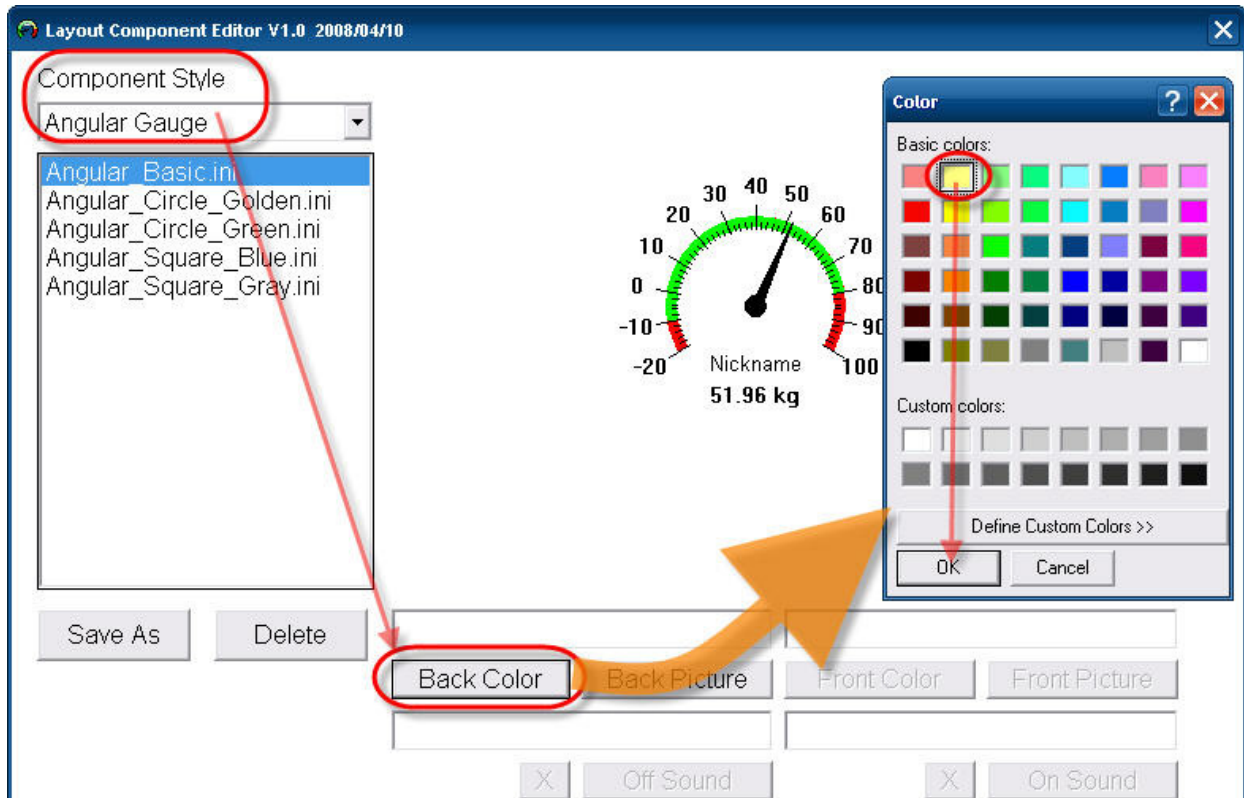 Layout Component Editor V1.0 2008/04/10
Component Style
Angular Gauge
Angular_Basic.ini
Angular_Circle_Golden.ini
Angular_Circle_Green.ini
Angular_Square_Blue.ini
Angular_Square_Gray.ini
-20
-10
0
10
20
30
40
50
60
70
80
90
100
Nickname
51.96 kg
Color
Basic colors:
Custom colors:
Define Custom Colors >>
OK Cancel
Save As Delete
Back Color Back Picture Front Color Front Picture
X Off Sound X On Sound